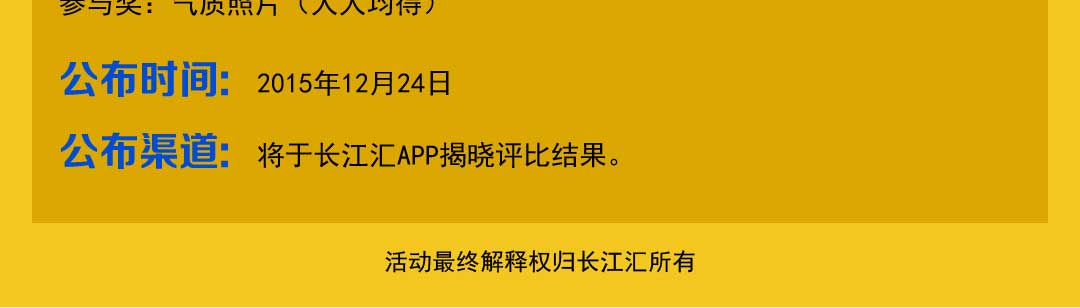 参与奖：气质照片（人人均得）
公布时间：2015年12月24日
公布渠道：将于长江汇APP揭晓评比结果。
活动最终解释权归长江汇所有